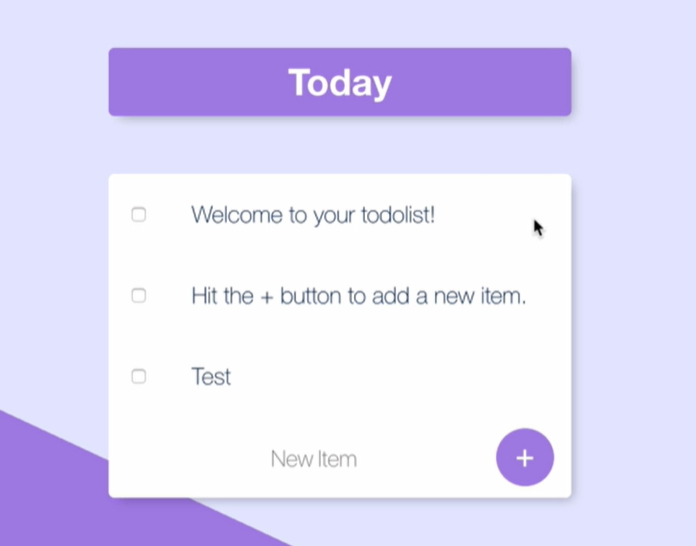 Today
Welcome to your todolist!
Hit the + button to add a new item.
Test
New Item
+